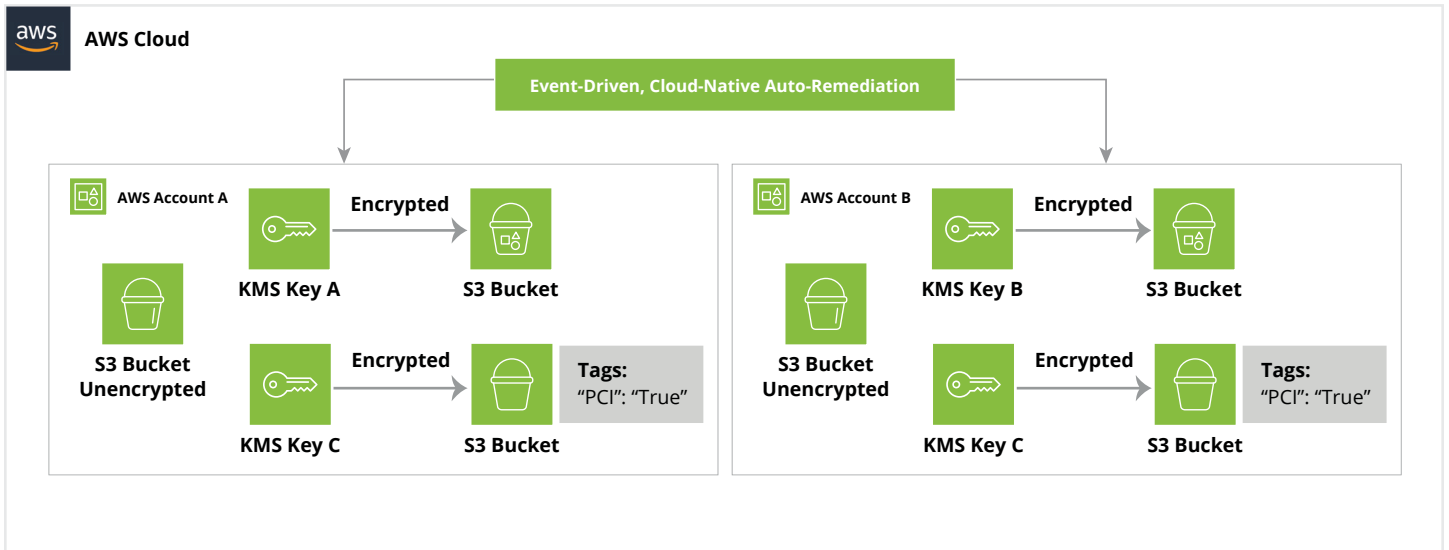 aws
AWS Cloud
Event-Driven, Cloud-Native Auto-Remediation
AWS Account A
Encrypted
KMS Key A
S3 Bucket
S3 Bucket
Unencrypted
Encrypted
Tags:
“PCI”: “True”
KMS Key C
S3 Bucket
AWS Account B
Encrypted
KMS Key B
S3 Bucket
S3 Bucket
Unencrypted
Encrypted
Tags:
“PCI”: “True”
KMS Key C
S3 Bucket